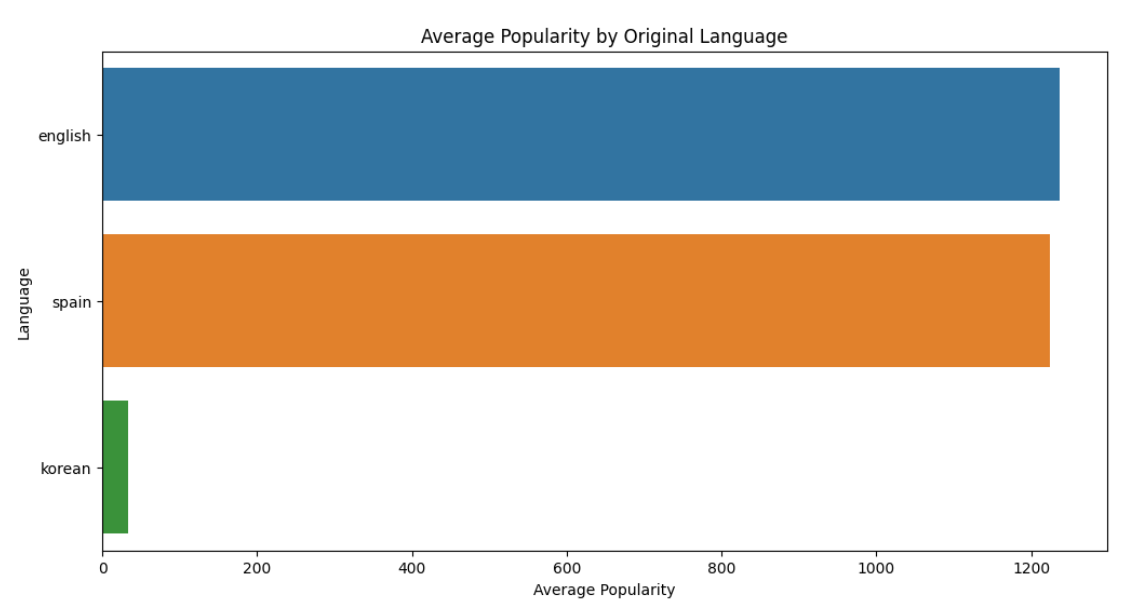 Average Popularity by Original Language
Language
english
spain
korean
0 200 400 600 800 1000 1200
Average Popularity